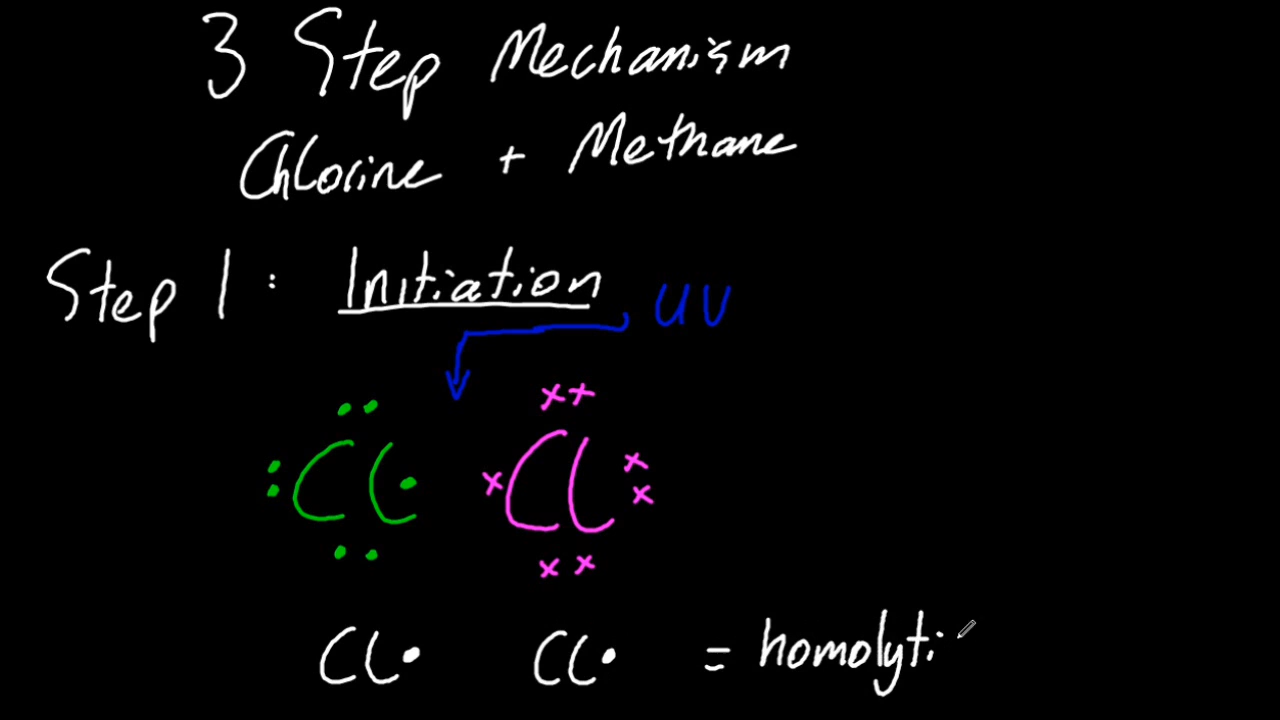 3 Step Mechanism
Chlorine + Methane
Step 1 : Initiation
UV
Cl Cl
Cl• Cl• = homolyti